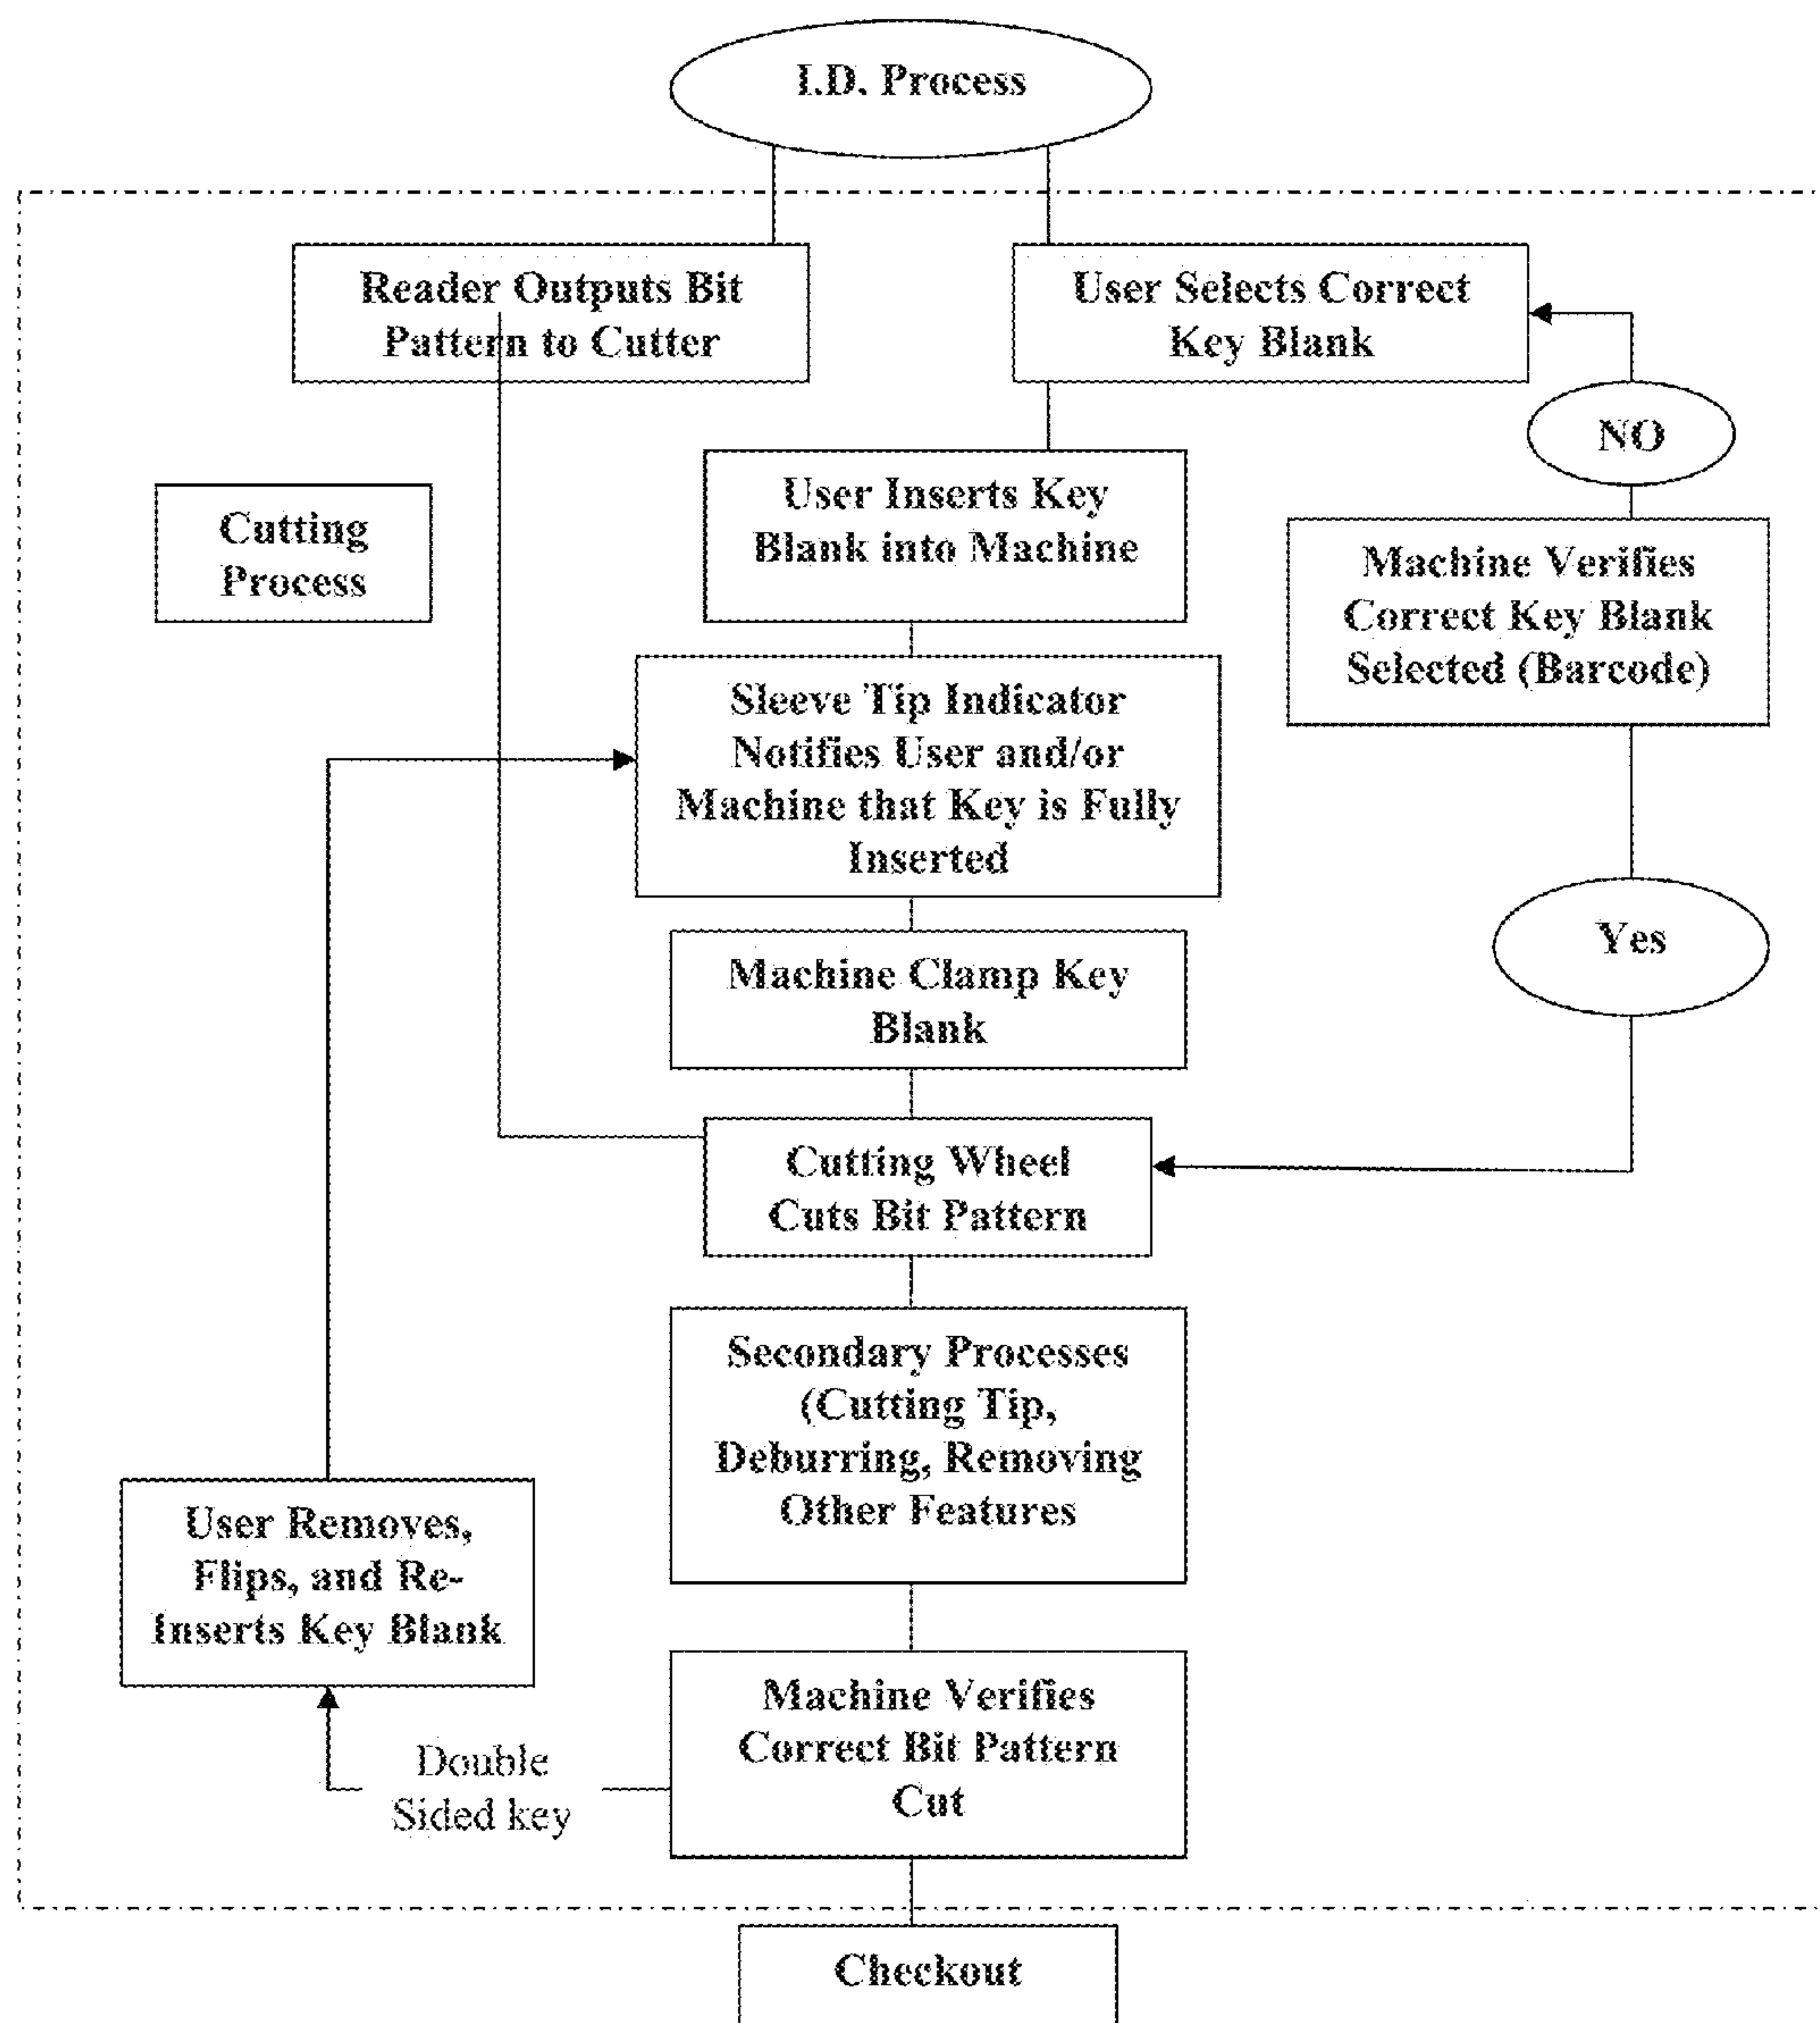 I.D. Process
Reader Outputs Bit
Pattern to Cutter
User Selects Correct
Key Blank
NO
User Inserts Key
Blank into Machine
Cutting
Process
Machine Verifies
Correct Key Blank
Selected (Barcode)
Sleeve Tip Indicator
Notifies User and/or
Machine that Key is Fully
Inserted
Yes
Machine Clamp Key
Blank
Cutting Wheel
Cuts Bit Pattern
Secondary Processes
(Cutting Tip,
Deburring, Removing
Other Features
User Removes,
Flips, and Re-
Inserts Key Blank
Machine Verifies
Correct Bit Pattern
Cut
Double
Sided key
Checkout